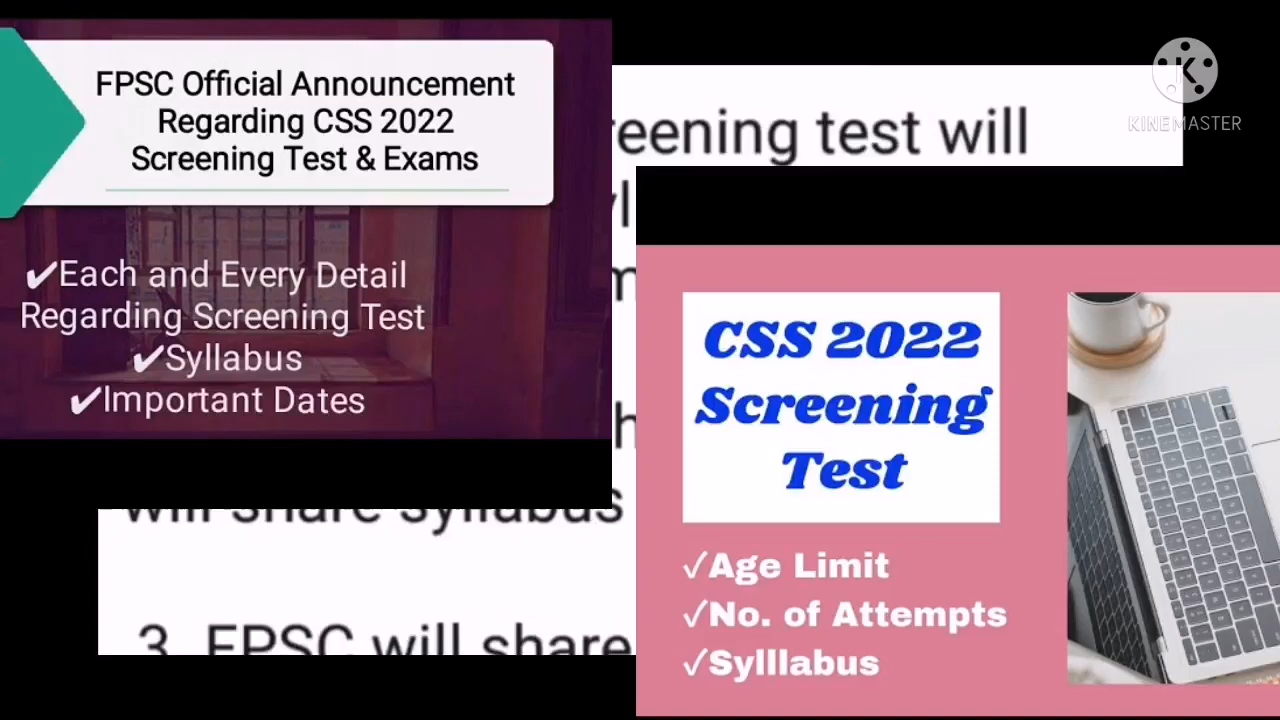 FPSC Official Announcement
Regarding CSS 2022
Screening Test & Exams
✔Each and Every Detail
Regarding Screening Test
✔Syllabus
✔Important Dates
test will
will share syllabus
3. FPSC will share
CSS 2022
Screening
Test
✓Age Limit
✓No. of Attempts
✓Sylllabus
KINEMASTER